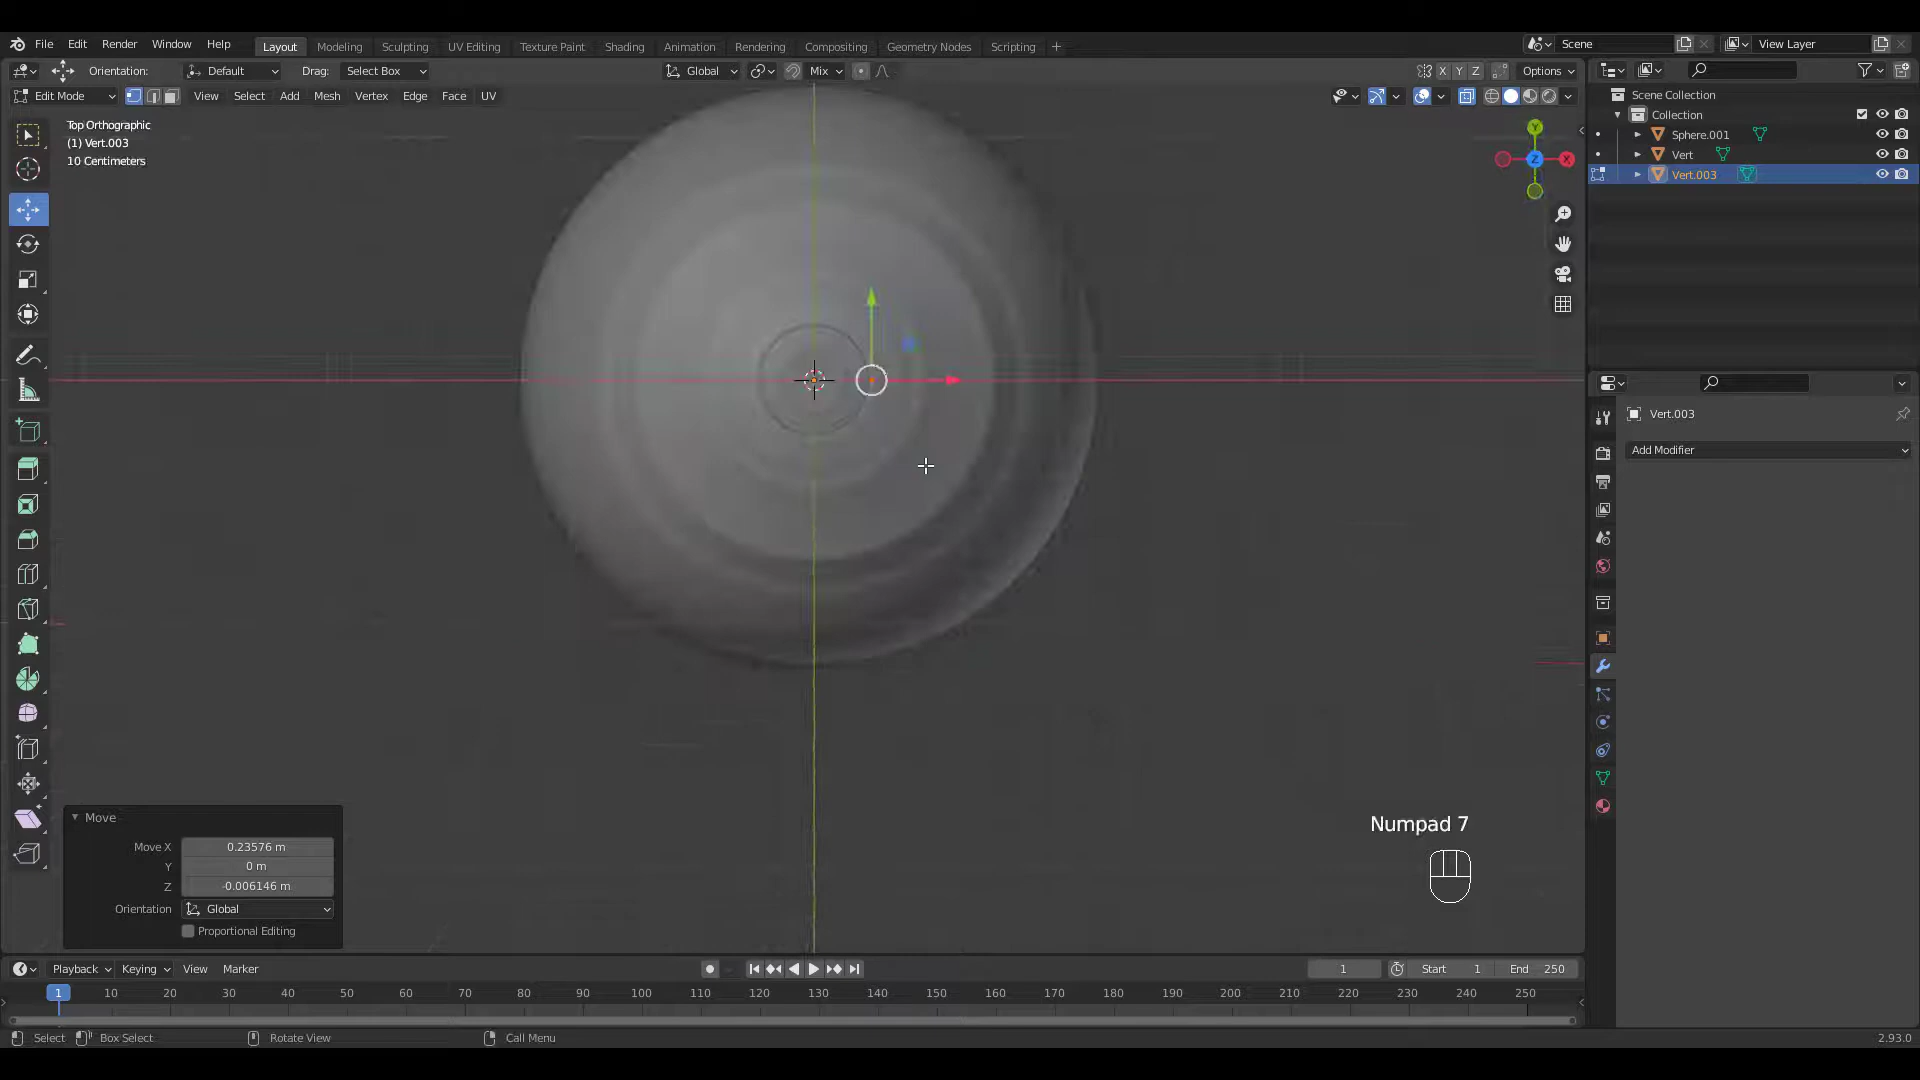 File Edit Render Window Help Layout Modeling Sculpting UV Editing Texture Paint Shading Animation Rendering Compositing Geometry Nodes Scripting + Scene View Layer
Orientation: Default Drag: Select Box Global Mix X Y Z Options
Edit Mode View Select Add Mesh Vertex Edge Face UV
Scene Collection
Collection
Sphere.001
Vert
Vert.003
Top Orthographic
(1) Vert.003
10 Centimeters
Y
Z X
Vert.003
Add Modifier
Move
Move X 0.23576 m
Y 0 m
Z -0.006146 m
Orientation Global
Proportional Editing
Numpad 7
Playback Keying View Marker 1 Start 1 End 250
1 10 20 30 40 50 60 70 80 90 100 110 120 130 140 150 160 170 180 190 200 210 220 230 240 250
Select Box Select Rotate View Call Menu 2.93.0